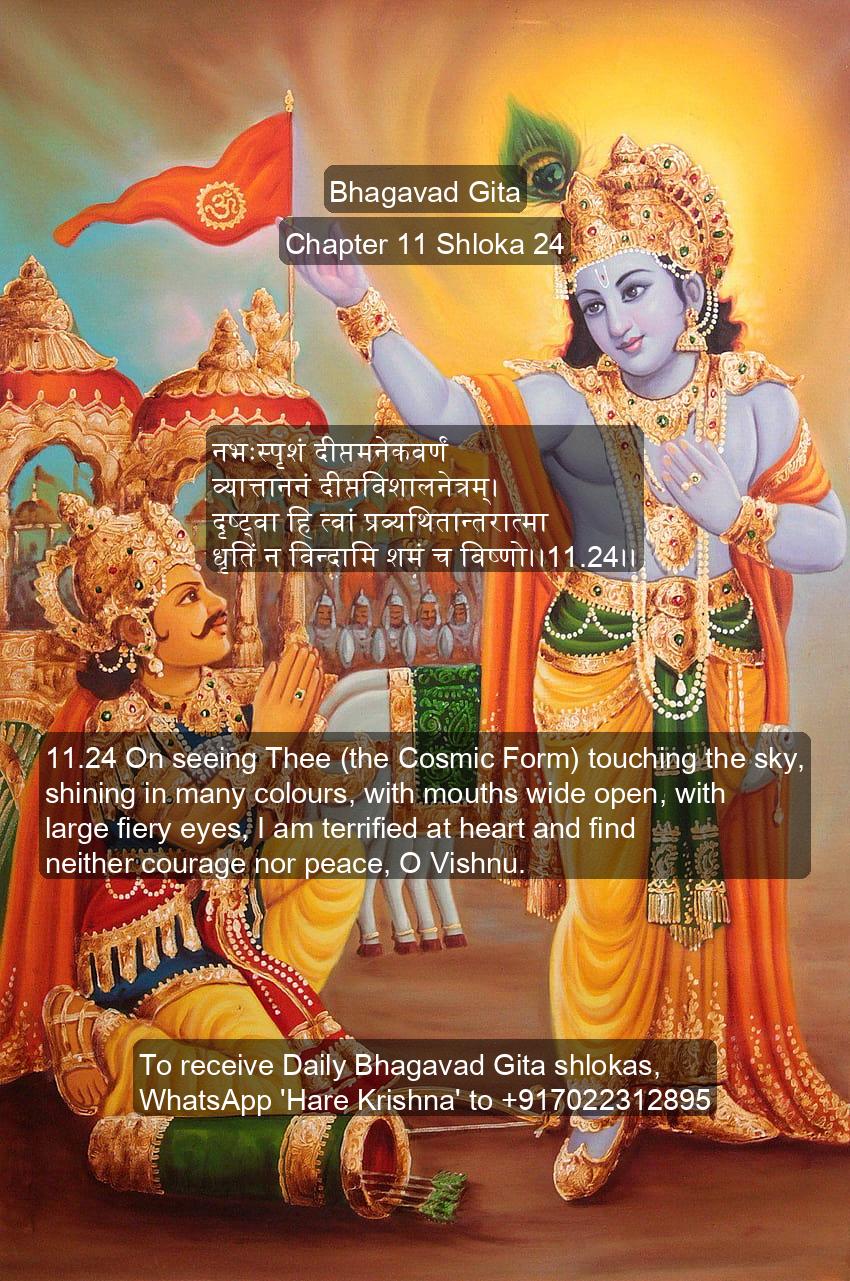 ॐ
Bhagavad Gita
Chapter 11 Shloka 24
नभःस्पृशं दीप्तमनेकवर्णं
व्यात्ताननं दीप्तविशालनेत्रम्।
दृष्ट्वा हि त्वां प्रव्यथितान्तरात्मा
धृतिं न विन्दामि शमं च विष्णो।।11.24।।
11.24 On seeing Thee (the Cosmic Form) touching the sky,
shining in many colours, with mouths wide open, with
large fiery eyes, I am terrified at heart and find
neither courage nor peace, O Vishnu.
To receive Daily Bhagavad Gita shlokas,
WhatsApp 'Hare Krishna' to +917022312895